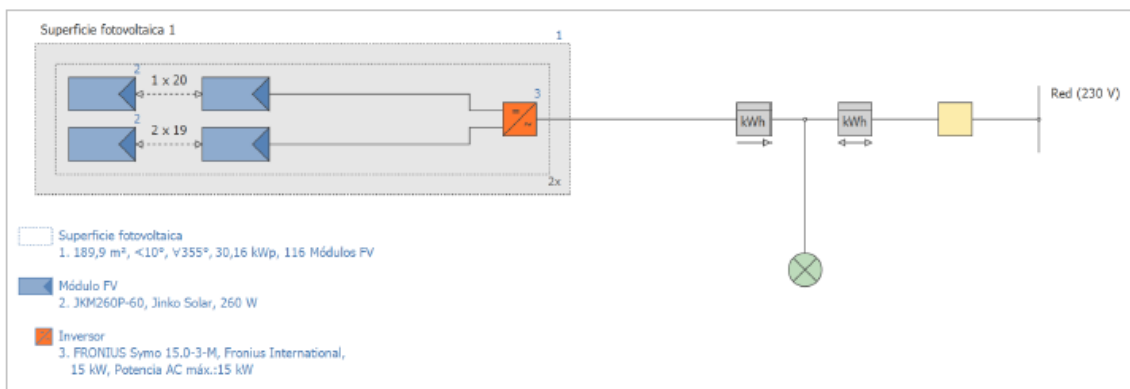 Superficie fotovoltaica 1
1
2
1 x 20
3
2
2 x 19
2x
kWh
kWh
Red (230 V)
Superficie fotovoltaica
1. 189,9 m², ∢10°, ∀355°, 30,16 kWp, 116 Módulos FV
Módulo FV
2. JKM260P-60, Jinko Solar, 260 W
Inversor
3. FRONIUS Symo 15.0-3-M, Fronius International,
15 kW, Potencia AC máx.:15 kW